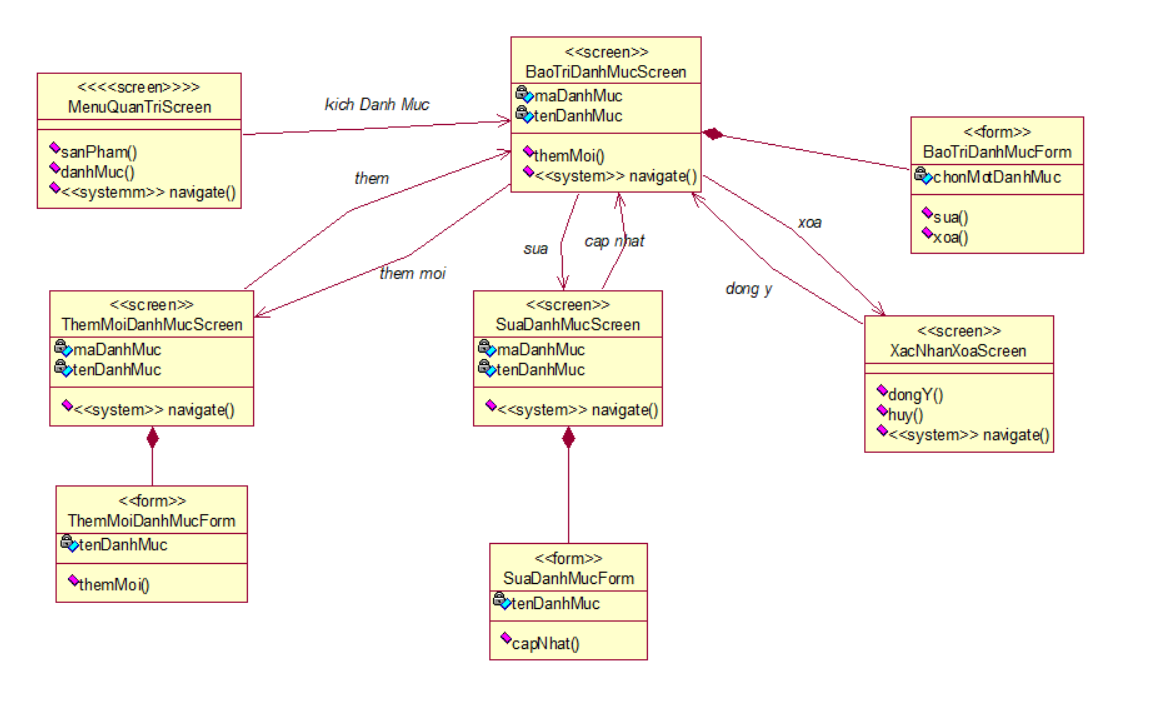 <<screen>>
BaoTriDanhMucScreen
maDanhMuc
tenDanhMuc
themMoi()
<<system>> navigate()
<<<<screen>>>>
MenuQuanTriScreen
sanPham()
danhMuc()
<<systemm>> navigate()
kich Danh Muc
<<form>>
BaoTriDanhMucForm
chonMotDanhMuc
sua()
xoa()
them
them moi
sua
cap nhat
xoa
dong y
<<screen>>
ThemMoiDanhMucScreen
maDanhMuc
tenDanhMuc
<<system>> navigate()
<<screen>>
SuaDanhMucScreen
maDanhMuc
tenDanhMuc
<<system>> navigate()
<<screen>>
XacNhanXoaScreen
dongY()
huy()
<<system>> navigate()
<<form>>
ThemMoiDanhMucForm
tenDanhMuc
themMoi()
<<form>>
SuaDanhMucForm
tenDanhMuc
capNhat()